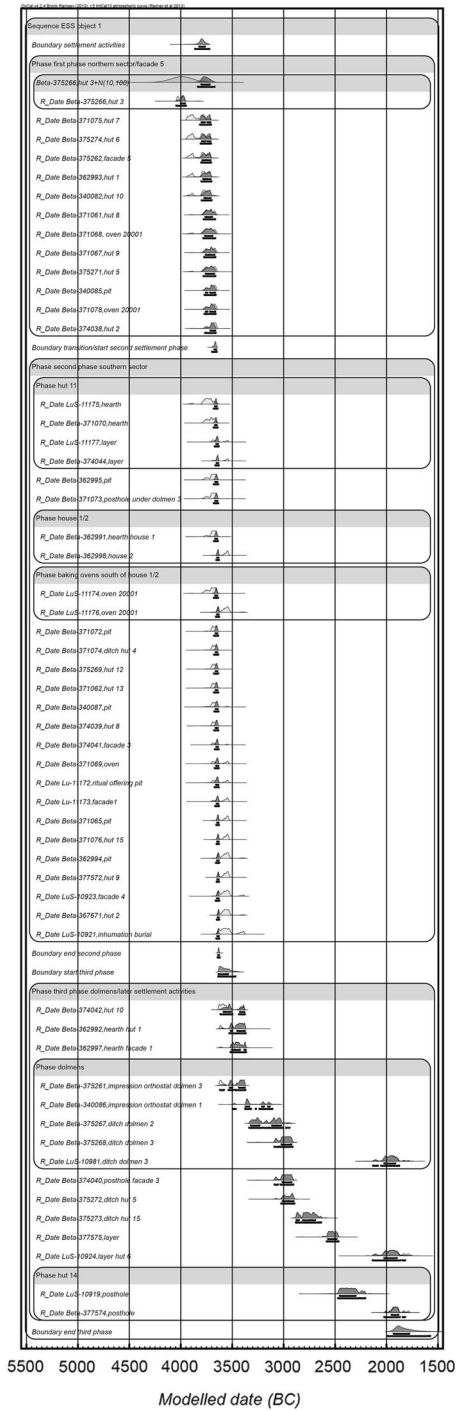 OxCal v4.2.4 Bronk Ramsey (2013); r:5 IntCal13 atmospheric curve (Reimer et al 2013)
Sequence ESS object 1
Boundary settlement activities
Phase first phase northern sector/facade 5
Beta-375266,hut 3+N(10,100)
R_Date Beta-375266,hut 3
R_Date Beta-371075,hut 7
R_Date Beta-375274,hut 6
R_Date Beta-375262,facade 5
R_Date Beta-362993,hut 1
R_Date Beta-340082,hut 10
R_Date Beta-371061,hut 8
R_Date Beta-371068, oven 20001
R_Date Beta-371067,hut 9
R_Date Beta-375271,hut 5
R_Date Beta-340085,pit
R_Date Beta-371078,oven 20001
R_Date Beta-374038,hut 2
Boundary transition/start second settlement phase
Phase second phase southern sector
Phase hut 11
R_Date LuS-11175,hearth
R_Date Beta-371070,hearth
R_Date LuS-11177,layer
R_Date Beta-374044,layer
R_Date Beta-362995,pit
R_Date Beta-371073,posthole under dolmen 3
Phase house 1/2
R_Date Beta-362991,hearth house 1
R_Date Beta-362998,house 2
Phase baking ovens south of house 1/2
R_Date LuS-11174,oven 20001
R_Date LuS-11176,oven 20001
R_Date Beta-371072,pit
R_Date Beta-371074,ditch hut 4
R_Date Beta-375269,hut 12
R_Date Beta-371062,hut 13
R_Date Beta-340087,pit
R_Date Beta-374039,hut 8
R_Date Beta-374041,facade 3
R_Date Beta-371069,oven
R_Date Lu-11172,ritual offering pit
R_Date Lu-11173,facade1
R_Date Beta-371065,pit
R_Date Beta-371076,hut 15
R_Date Beta-362994,pit
R_Date Beta-377572,hut 9
R_Date LuS-10923,facade 4
R_Date Beta-367671,hut 2
R_Date LuS-10921,inhumation burial
Boundary end second phase
Boundary start third phase
Phase third phase dolmens/later settlement activities
R_Date Beta-374042,hut 10
R_Date Beta-362992,hearth hut 1
R_Date Beta-362997,hearth facade 1
Phase dolmens
R_Date Beta-375261,impression orthostat dolmen 3
R_Date Beta-340086,impression orthostat dolmen 1
R_Date Beta-375267,ditch dolmen 2
R_Date Beta-375268,ditch dolmen 3
R_Date LuS-10981,ditch dolmen 3
R_Date Beta-374040,posthole facade 3
R_Date Beta-375272,ditch hut 5
R_Date Beta-375273,ditch hut 15
R_Date Beta-377575,layer
R_Date LuS-10924,layer hut 6
Phase hut 14
R_Date LuS-10919,posthole
R_Date Beta-377574,posthole
Boundary end third phase
5500 5000 4500 4000 3500 3000 2500 2000 1500
Modelled date (BC)